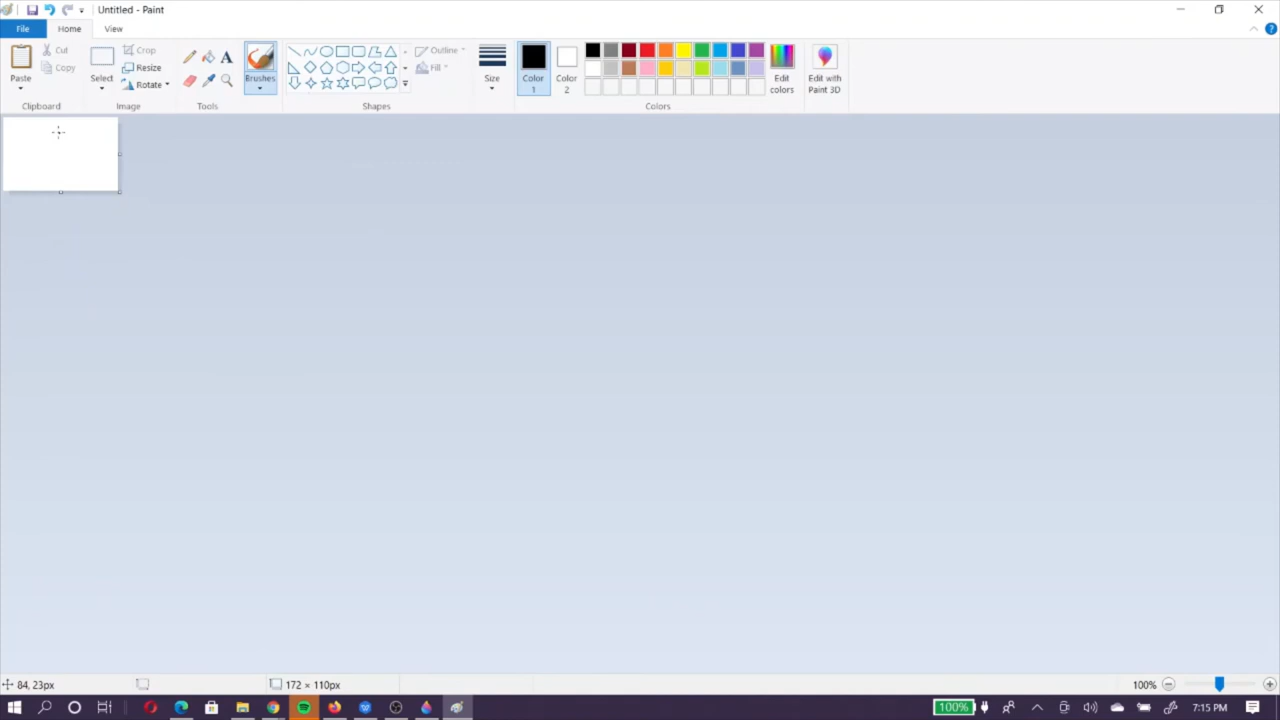 Untitled - Paint
File Home View
Paste
Cut
Copy
Clipboard
Select
Crop
Resize
Rotate
Image
A
Tools
Brushes
Shapes
Outline
Fill
Size
Color 1
Color 2
Colors
Edit colors
Edit with Paint 3D
84, 23px
172 × 110px
100%
100%
7:15 PM